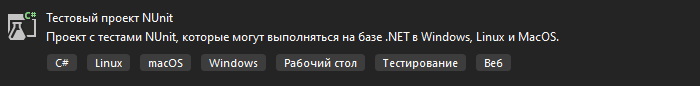 C#
Тестовый проект NUnit
Проект с тестами NUnit, которые могут выполняться на базе .NET в Windows, Linux и MacOS.
C# Linux macOS Windows Рабочий стол Тестирование Веб